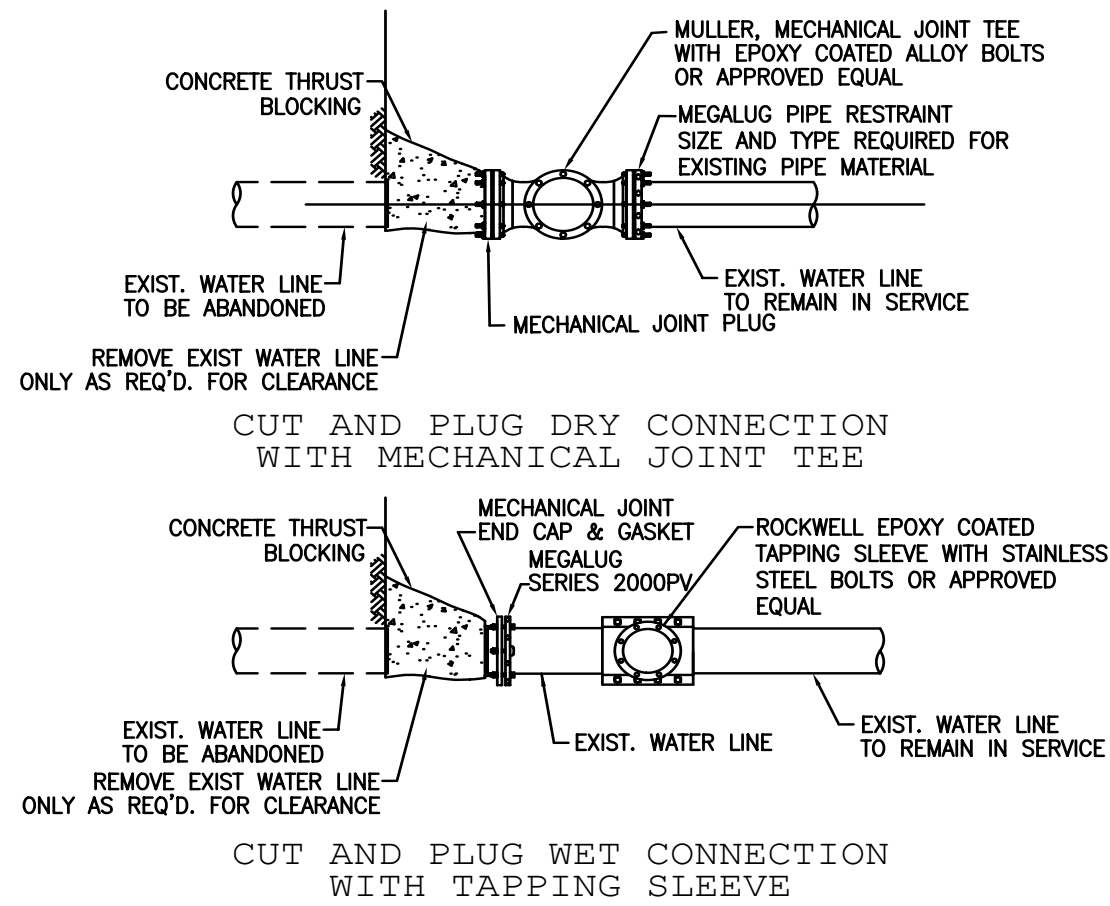 MULLER, MECHANICAL JOINT TEE
WITH EPOXY COATED ALLOY BOLTS
OR APPROVED EQUAL
CONCRETE THRUST
BLOCKING
MEGALUG PIPE RESTRAINT
SIZE AND TYPE REQUIRED FOR
EXISTING PIPE MATERIAL
EXIST. WATER LINE
TO BE ABANDONED
EXIST. WATER LINE
TO REMAIN IN SERVICE
MECHANICAL JOINT PLUG
REMOVE EXIST WATER LINE
ONLY AS REQ'D. FOR CLEARANCE
CUT AND PLUG DRY CONNECTION
WITH MECHANICAL JOINT TEE
CONCRETE THRUST
BLOCKING
MECHANICAL JOINT
END CAP & GASKET
MEGALUG
SERIES 2000PV
ROCKWELL EPOXY COATED
TAPPING SLEEVE WITH STAINLESS
STEEL BOLTS OR APPROVED
EQUAL
EXIST. WATER LINE
TO BE ABANDONED
EXIST. WATER LINE
EXIST. WATER LINE
TO REMAIN IN SERVICE
REMOVE EXIST WATER LINE
ONLY AS REQ'D. FOR CLEARANCE
CUT AND PLUG WET CONNECTION
WITH TAPPING SLEEVE